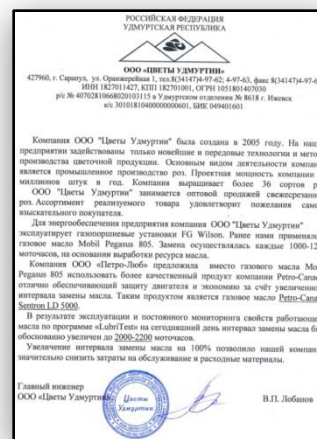 РОССИЙСКАЯ ФЕДЕРАЦИЯ
УДМУРТСКАЯ РЕСПУБЛИКА
ООО «ЦВЕТЫ УДМУРТИИ»
427960, г. Сарапул, ул. Оранжерейная 1, тел.8(34147)4-97-62; 4-97-63, факс 8(34147)4-97-6
ИНН 1827011427, КПП 182701001, ОГРН 1051801407030
р/с № 40702810668020103115 в Удмуртском отделении № 8618 г. Ижевск
к/с 30101810400000000601, БИК 049401601
Компания ООО "Цветы Удмуртии" была создана в 2005 году. На наш
предприятии задействованы только новейшие и передовые технологии и мето
производства цветочной продукции. Основным видом деятельности компан
является промышленное производство роз. Проектная мощность компании
миллионов штук в год. Компания выращивает более 36 сортов р
ООО "Цветы Удмуртии" занимается оптовой продажей свежесрезанн
роз. Ассортимент реализуемого товара удовлетворит пожелания само
взыскательного покупателя.
Для энергообеспечения предприятия компания ООО "Цветы Удмуртии"
эксплуатирует газопоршневые установки FG Wilson. Ранее нами применялос
газовое масло Mobil Pegasus 805. Замена осуществлялась каждые 1000-12
моточасов, на основании выработки ресурса масла.
Компания ООО «Петро-Люб» предложила вместо газового масла Mo
Pegasus 805 использовать более качественный продукт компании Petro-Cana
отлично обеспечивающий защиту двигателя и экономию за счёт увеличенно
интервала замены масла. Таким продуктом является газовое масло Petro-Cana
Sentron LD 5000.
В результате эксплуатации и постоянного мониторинга свойств работающ
масла по программе «LubriTest» на сегодняшний день интервал замены масла бы
обоснованно увеличен до 2000-2200 моточасов.
Увеличение интервала замены масла на 100% позволило нашей компан
значительно снизить затраты на обслуживание и расходные материалы.
Главный инженер
ООО «Цветы Удмурти
В.П. Лобанов
Цветы
Удмуртии